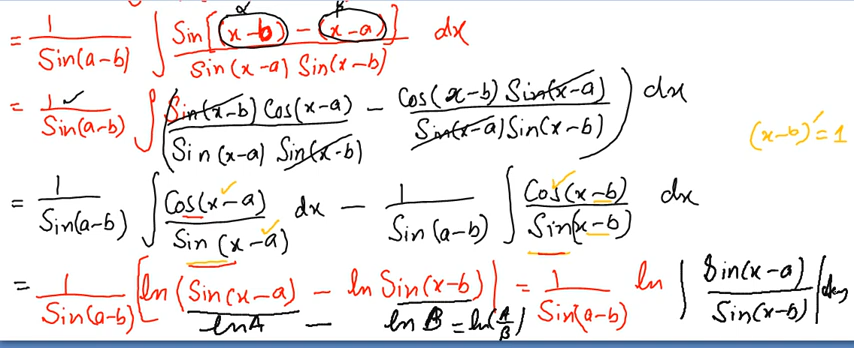 α β
= 1/Sin(a-b) ∫ Sin[(x-b) - (x-a)]/Sin(x-a) Sin(x-b) dx
= 1/Sin(a-b) ∫ (Sin(x-b) Cos(x-a)/Sin(x-a) Sin(x-b) - Cos(x-b) Sin(x-a)/Sin(x-a) Sin(x-b)) dx
(x-b)′ = 1
= 1/Sin(a-b) ∫ Cos(x-a)/Sin(x-a) dx - 1/Sin(a-b) ∫ Cos(x-b)/Sin(x-b) dx
= 1/Sin(a-b) [ln (Sin(x-a) - ln Sin(x-b)] = 1/Sin(a-b) ln | Sin(x-a)/Sin(x-b) |
lnA - ln B = ln(A/B)